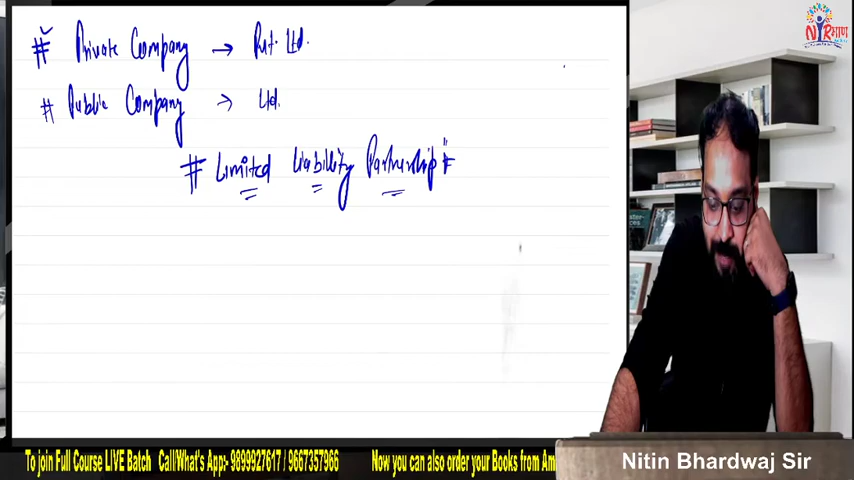 # Private Company → Pvt. Ltd.
# Public Company → Ltd.
# Limited Liability Partnership #
NIRमाण
To join Full Course LIVE Batch Call/What's App:- 9899927617 / 9667357966 Now you can also order your Books from Am
Nitin Bhardwaj Sir